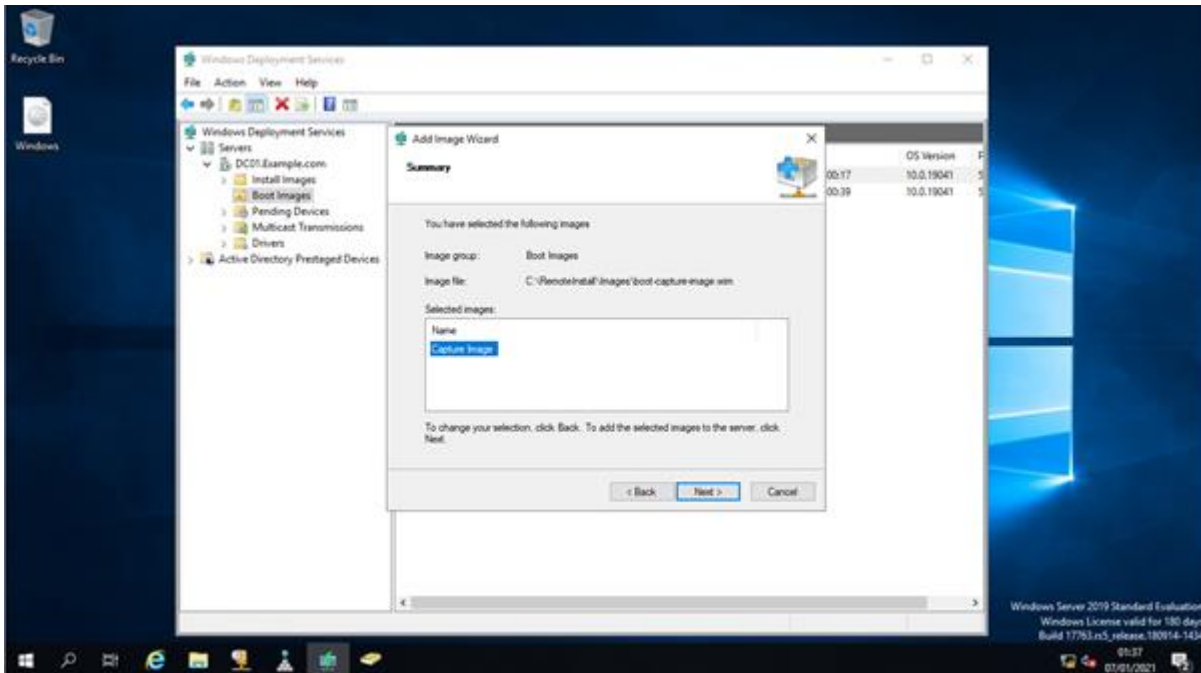 Recycle Bin
Windows
Windows Deployment Services
File Action View Help
Windows Deployment Services
Servers
DC01.Example.com
Install Images
Boot Images
Pending Devices
Multicast Transmissions
Drivers
Active Directory Prestaged Devices
OS Version
00:17 10.0.19041
00:39 10.0.19041
Add Image Wizard
Summary
You have selected the following images
Image group: Boot Images
Image file: C:\RemoteInstall\Images\boot-capture-image.wim
Selected images:
Name
Capture Image
To change your selection, click Back. To add the selected images to the server, click
Next.
< Back Next > Cancel
Windows Server 2019 Standard Evaluation
Windows License valid for 180 days
Build 17763.rs5_release.180914-143
01:37
07/01/2021